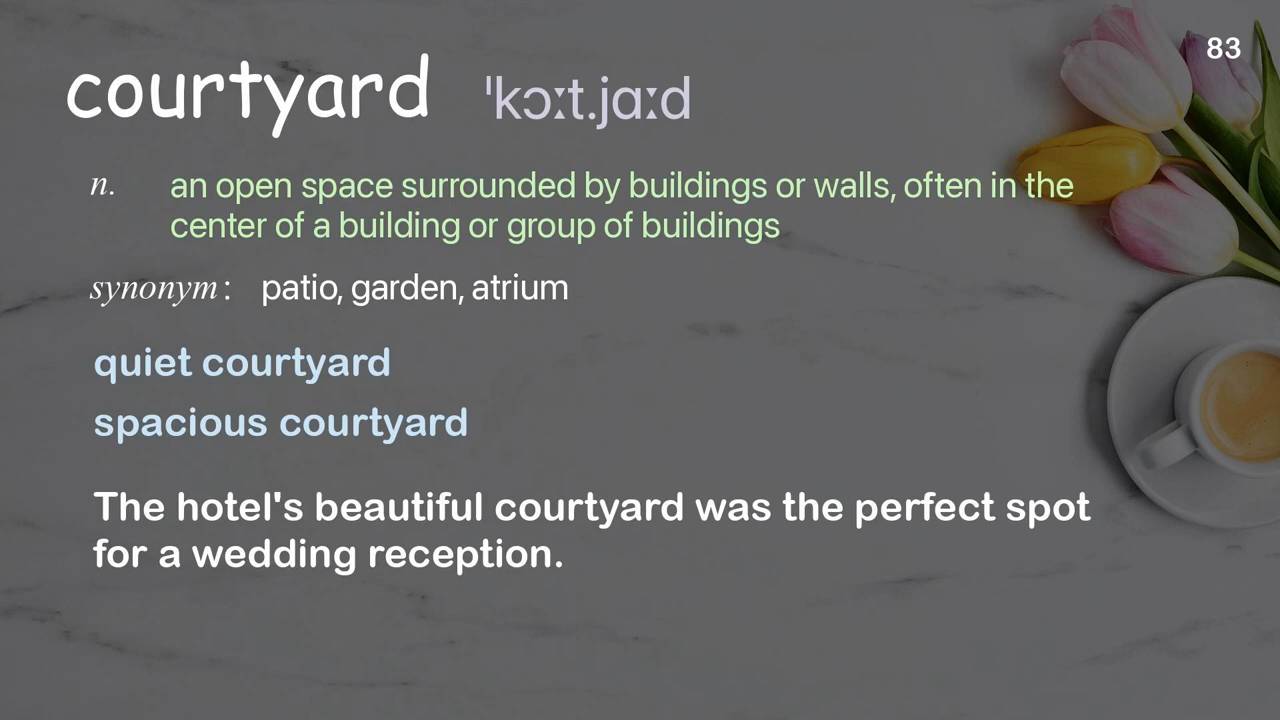 83
courtyard ˈkɔːt.jɑːd
n. an open space surrounded by buildings or walls, often in the
center of a building or group of buildings
synonym: patio, garden, atrium
quiet courtyard
spacious courtyard
The hotel's beautiful courtyard was the perfect spot
for a wedding reception.